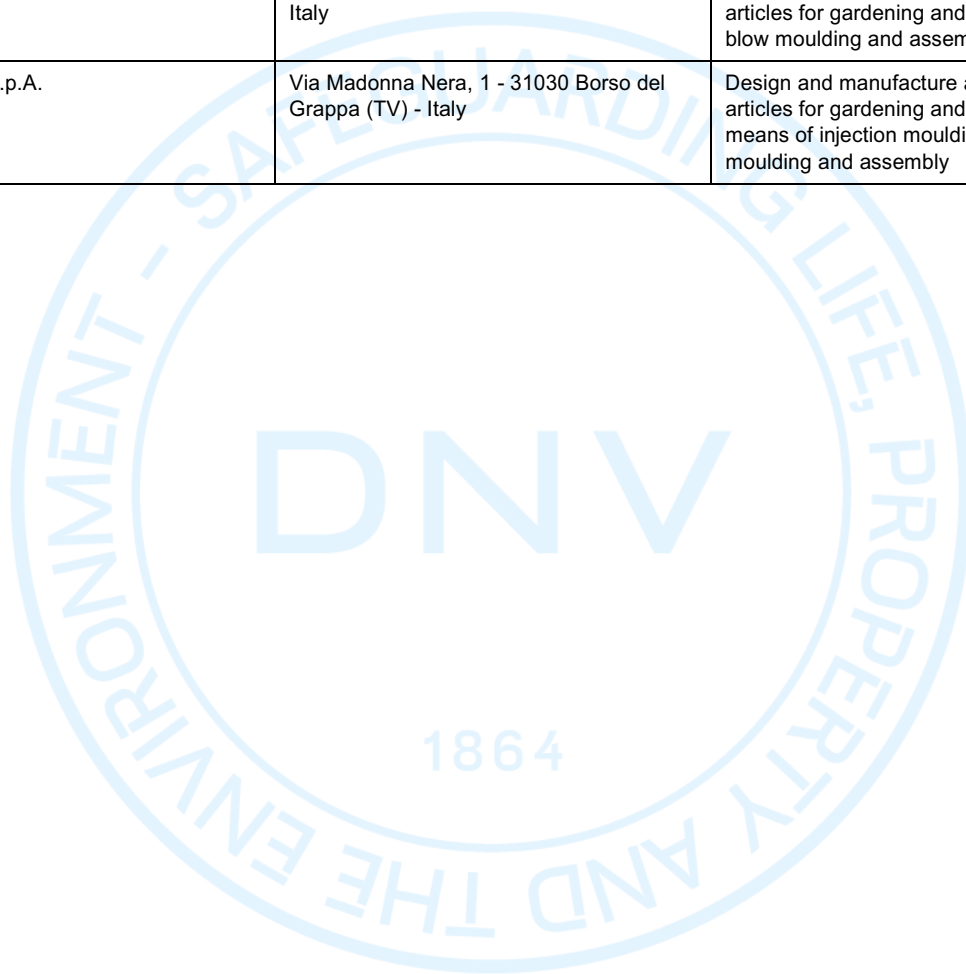 Italy
articles for gardening and
blow moulding and assem
.p.A.
Via Madonna Nera, 1 - 31030 Borso del
Grappa (TV) - Italy
Design and manufacture a
articles for gardening and
means of injection mouldi
moulding and assembly
SAFEGUARDING LIFE, PROPERTY AND THE ENVIRONMENT -
DNV
1864